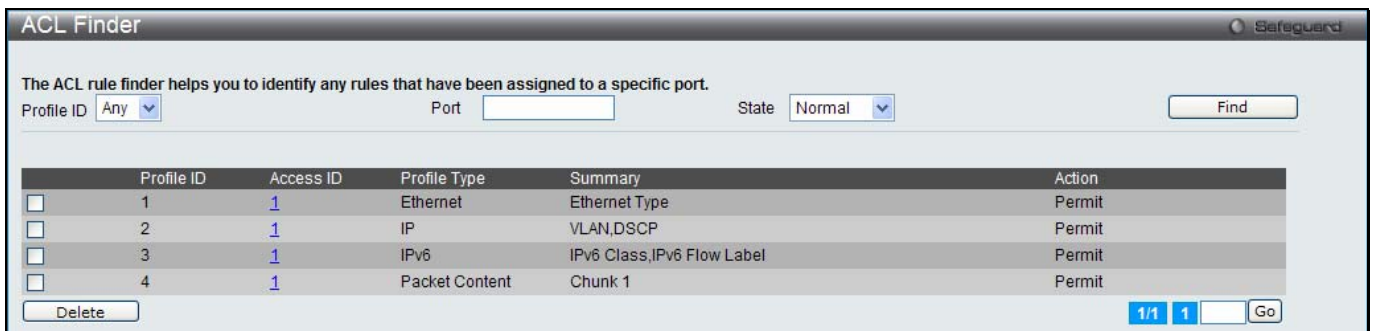 ACL Finder Safeguard
The ACL rule finder helps you to identify any rules that have been assigned to a specific port.
Profile ID Any Port State Normal Find
Profile ID Access ID Profile Type Summary Action
1 1 Ethernet Ethernet Type Permit
2 1 IP VLAN,DSCP Permit
3 1 IPv6 IPv6 Class,IPv6 Flow Label Permit
4 1 Packet Content Chunk 1 Permit
Delete 1/1 1 Go